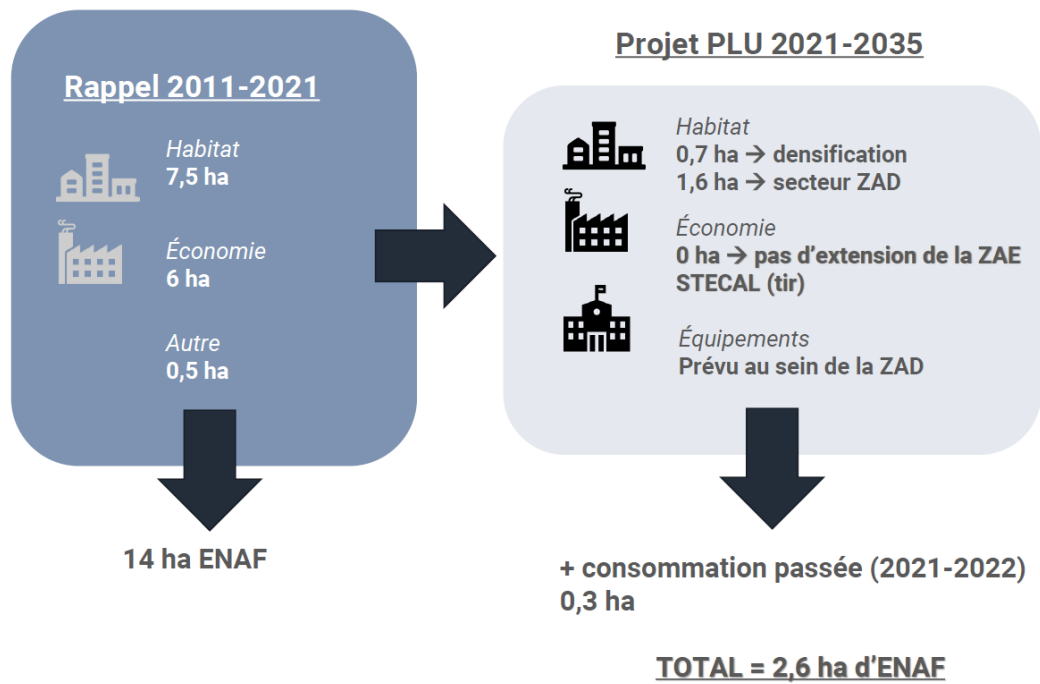 Rappel 2011-2021
Habitat
7,5 ha
Économie
6 ha
Autre
0,5 ha
14 ha ENAF
Projet PLU 2021-2035
Habitat
0,7 ha → densification
1,6 ha → secteur ZAD
Économie
0 ha → pas d'extension de la ZAE
STECAL (tir)
Équipements
Prévu au sein de la ZAD
+ consommation passée (2021-2022)
0,3 ha
TOTAL = 2,6 ha d'ENAF